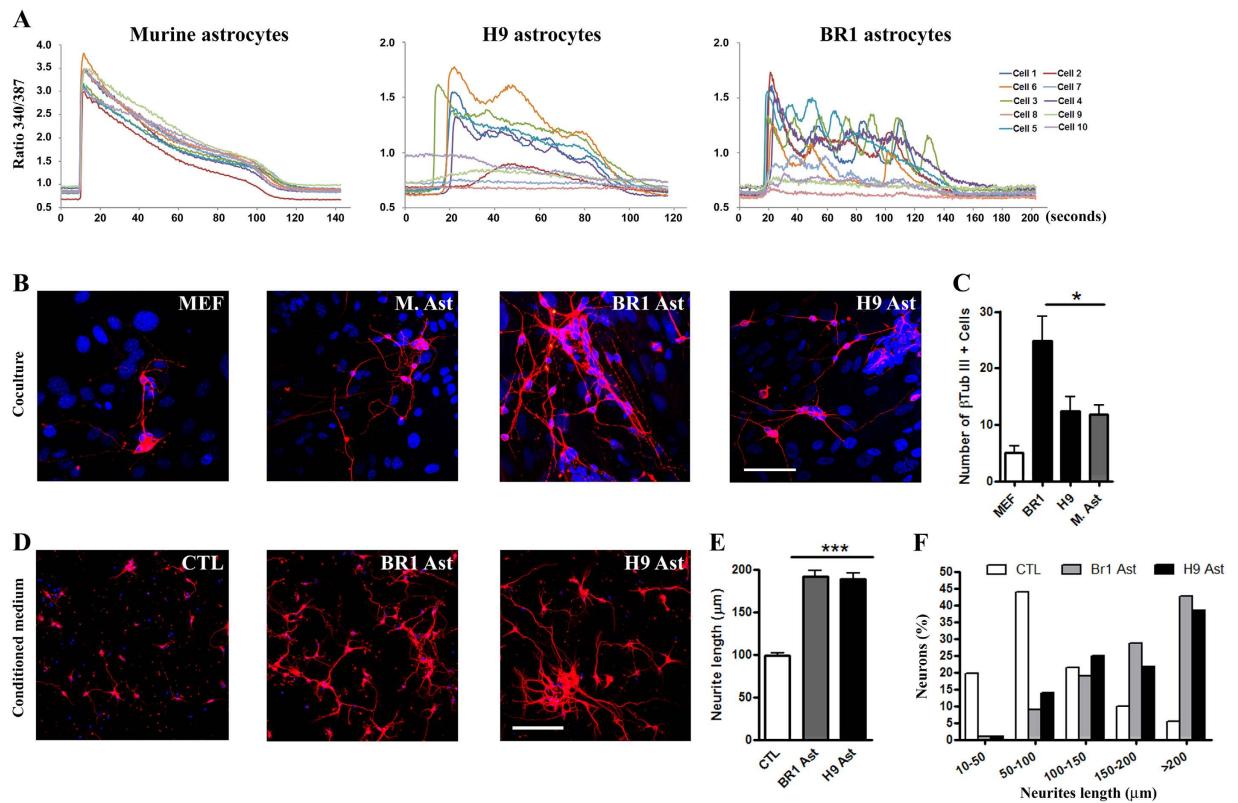 A
Murine astrocytes
H9 astrocytes
BR1 astrocytes
Ratio 340/387
4.0
3.5
3.0
2.5
2.0
1.5
1.0
0.5
0 20 40 60 80 100 120 140
2.0
1.5
1.0
0.5
0 20 40 60 80 100 120
2.0
1.5
1.0
0.5
0 20 40 60 80 100 120 140 160 180 200
(seconds)
Cell 1 Cell 2
Cell 6 Cell 7
Cell 3 Cell 4
Cell 8 Cell 9
Cell 5 Cell 10
B
Coculture
MEF
M. Ast
BR1 Ast
H9 Ast
C
Number of βTub III + Cells
30
20
10
0
*
MEF
BR1
H9
M. Ast
D
Conditioned medium
CTL
BR1 Ast
H9 Ast
E
Neurite length (µm)
200
150
100
50
0
***
CTL
BR1 Ast
H9 Ast
F
CTL Br1 Ast H9 Ast
Neurons (%)
50
45
40
35
30
25
20
15
10
5
0
10-50
50-100
100-150
150-200
>200
Neurites length (µm)